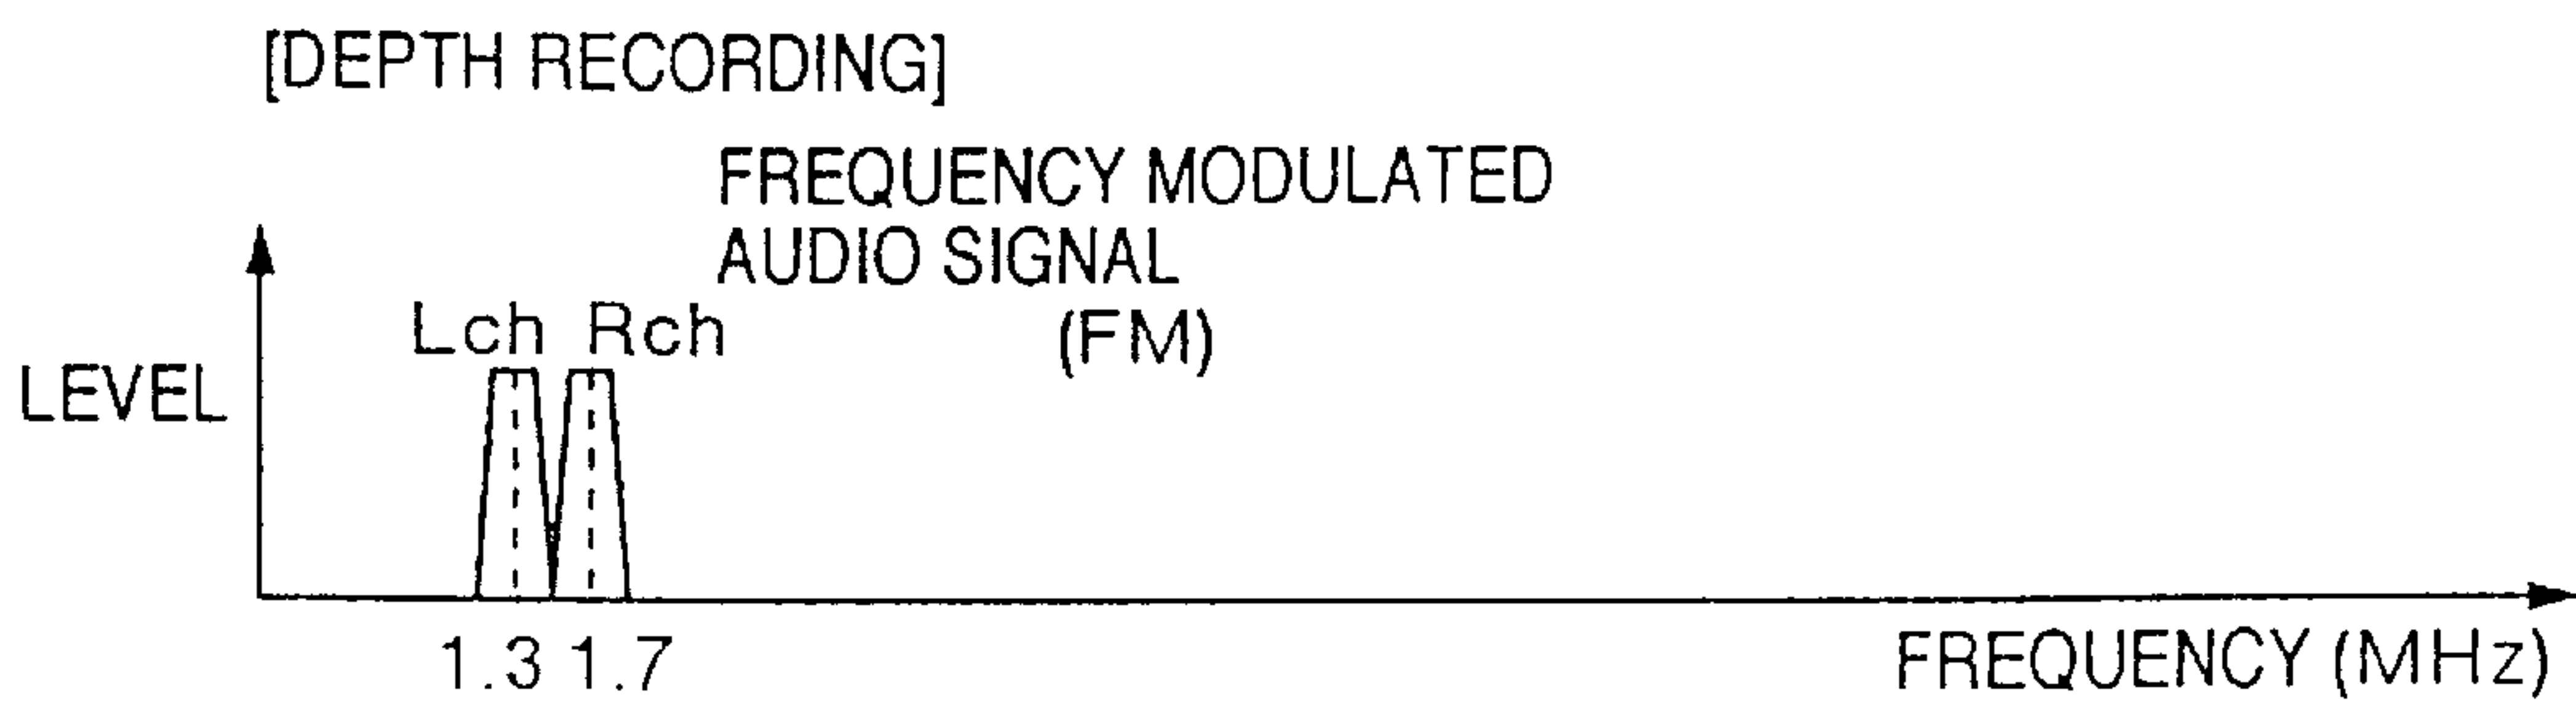 [DEPTH RECORDING]
FREQUENCY MODULATED
AUDIO SIGNAL
(FM)
Lch Rch
LEVEL
1.3 1.7
FREQUENCY (MHz)